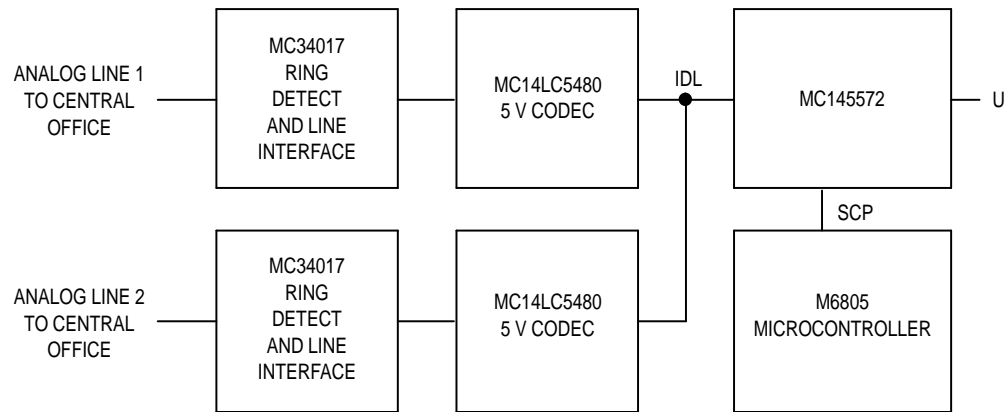 ANALOG LINE 1
TO CENTRAL
OFFICE
MC34017
RING
DETECT
AND LINE
INTERFACE
MC14LC5480
5 V CODEC
IDL
MC145572
U
SCP
ANALOG LINE 2
TO CENTRAL
OFFICE
MC34017
RING
DETECT
AND LINE
INTERFACE
MC14LC5480
5 V CODEC
M6805
MICROCONTROLLER